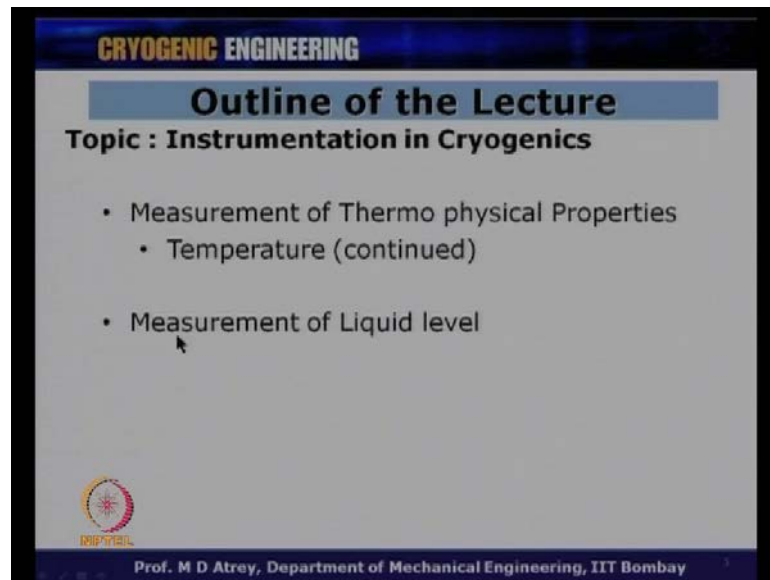 CRYOGENIC ENGINEERING
Outline of the Lecture
Topic : Instrumentation in Cryogenics
• Measurement of Thermo physical Properties
• Temperature (continued)
• Measurement of Liquid level
NPTEL
Prof. M D Atrey, Department of Mechanical Engineering, IIT Bombay
3